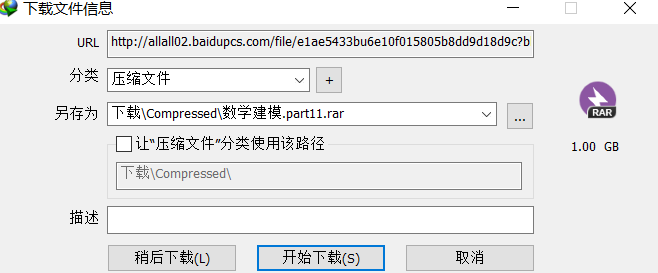 下载文件信息
URL http://allall02.baidupcs.com/file/e1ae5433bu6e10f015805b8dd9d18d9c?b
分类 压缩文件 +
另存为 下载\Compressed\数学建模.part11.rar ...
RAR
让“压缩文件”分类使用该路径
1.00 GB
下载\Compressed\
描述
稍后下载(L) 开始下载(S) 取消